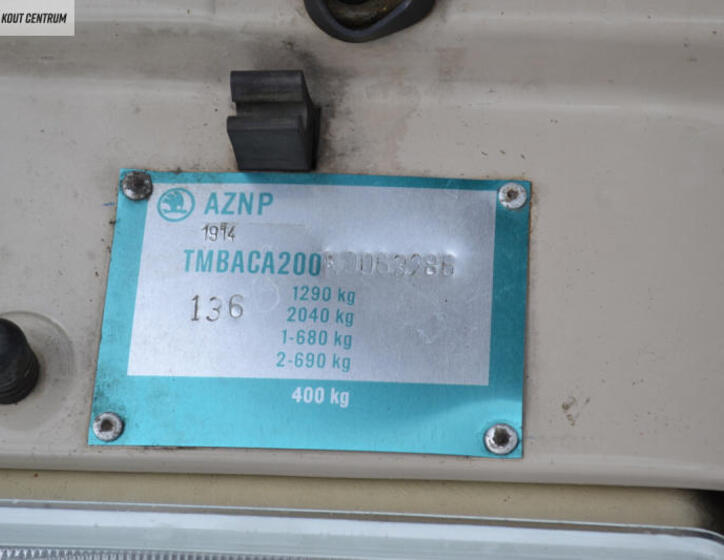 KOUT CENTRUM
AZNP
1914
TMBACA200
136
1290 kg
2040 kg
1-680 kg
2-690 kg
400 kg